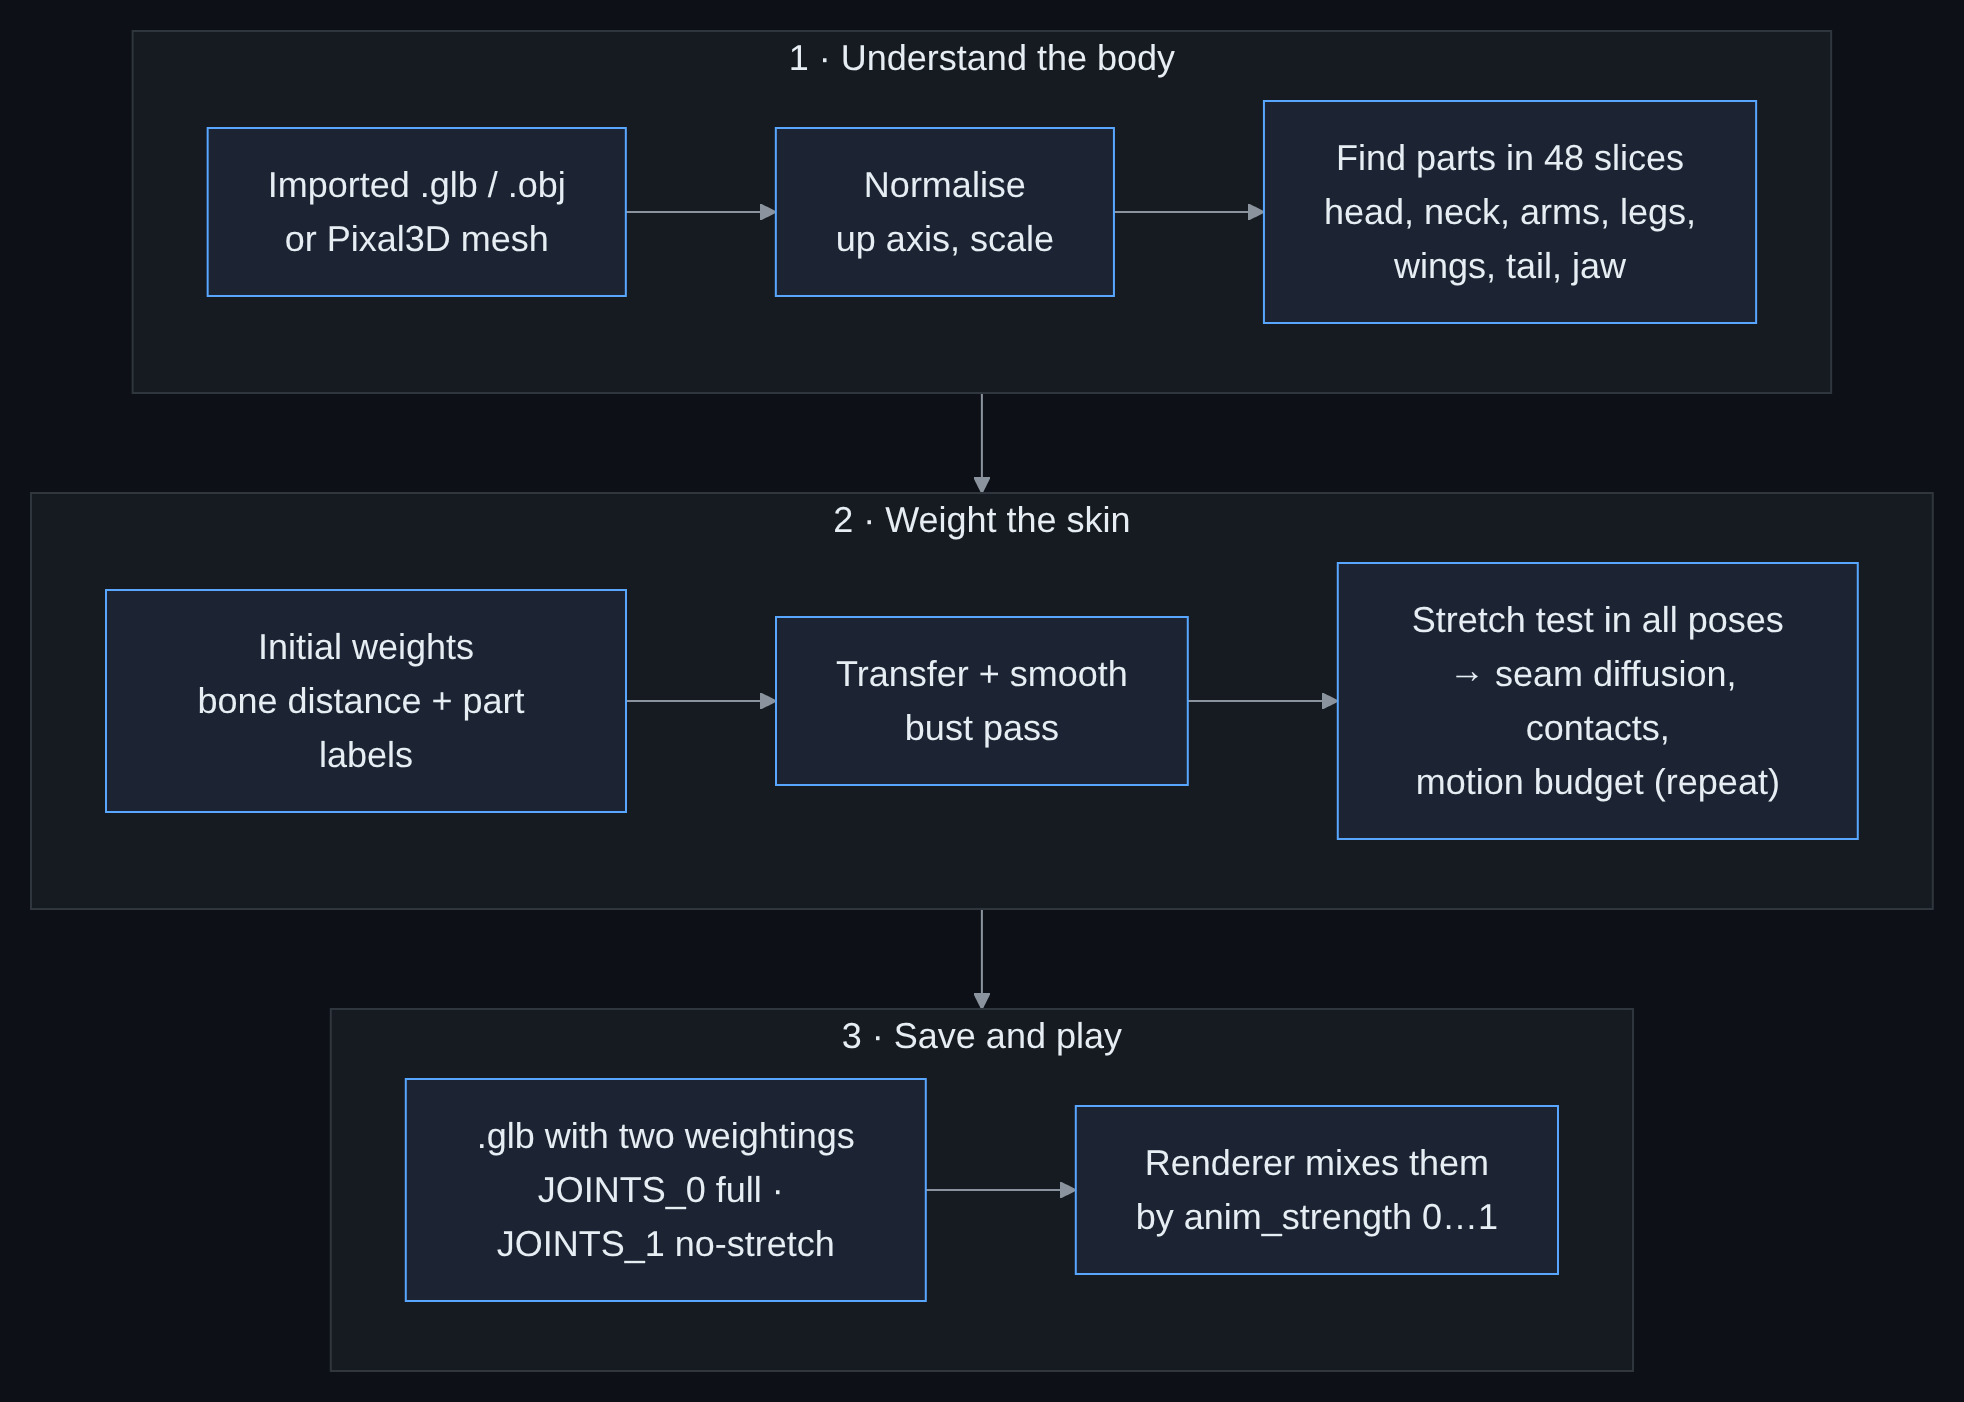 1 · Understand the body
Imported .glb / .obj
or Pixal3D mesh
Normalise
up axis, scale
Find parts in 48 slices
head, neck, arms, legs,
wings, tail, jaw
2 · Weight the skin
Initial weights
bone distance + part
labels
Transfer + smooth
bust pass
Stretch test in all poses
→ seam diffusion,
contacts,
motion budget (repeat)
3 · Save and play
.glb with two weightings
JOINTS_0 full ·
JOINTS_1 no-stretch
Renderer mixes them
by anim_strength 0…1